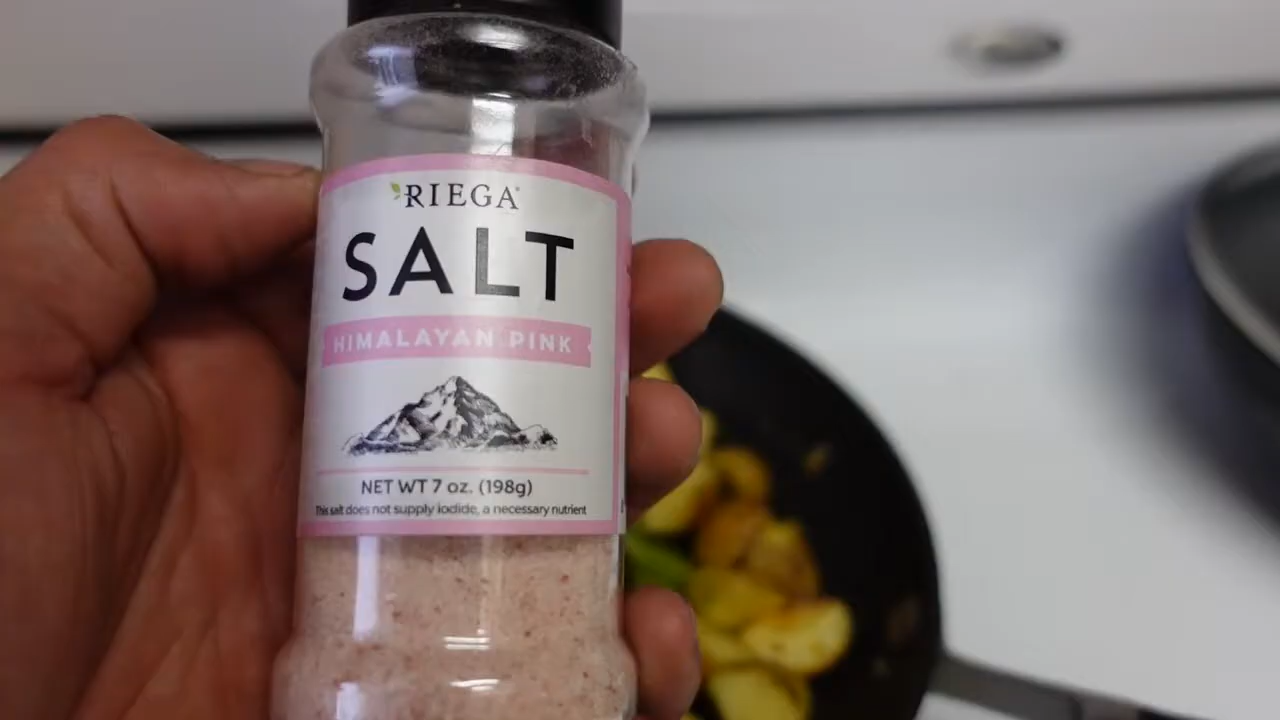 RIEGA®
SALT
HIMALAYAN PINK
NET WT 7 oz. (198g)
This salt does not supply iodide, a necessary nutrient